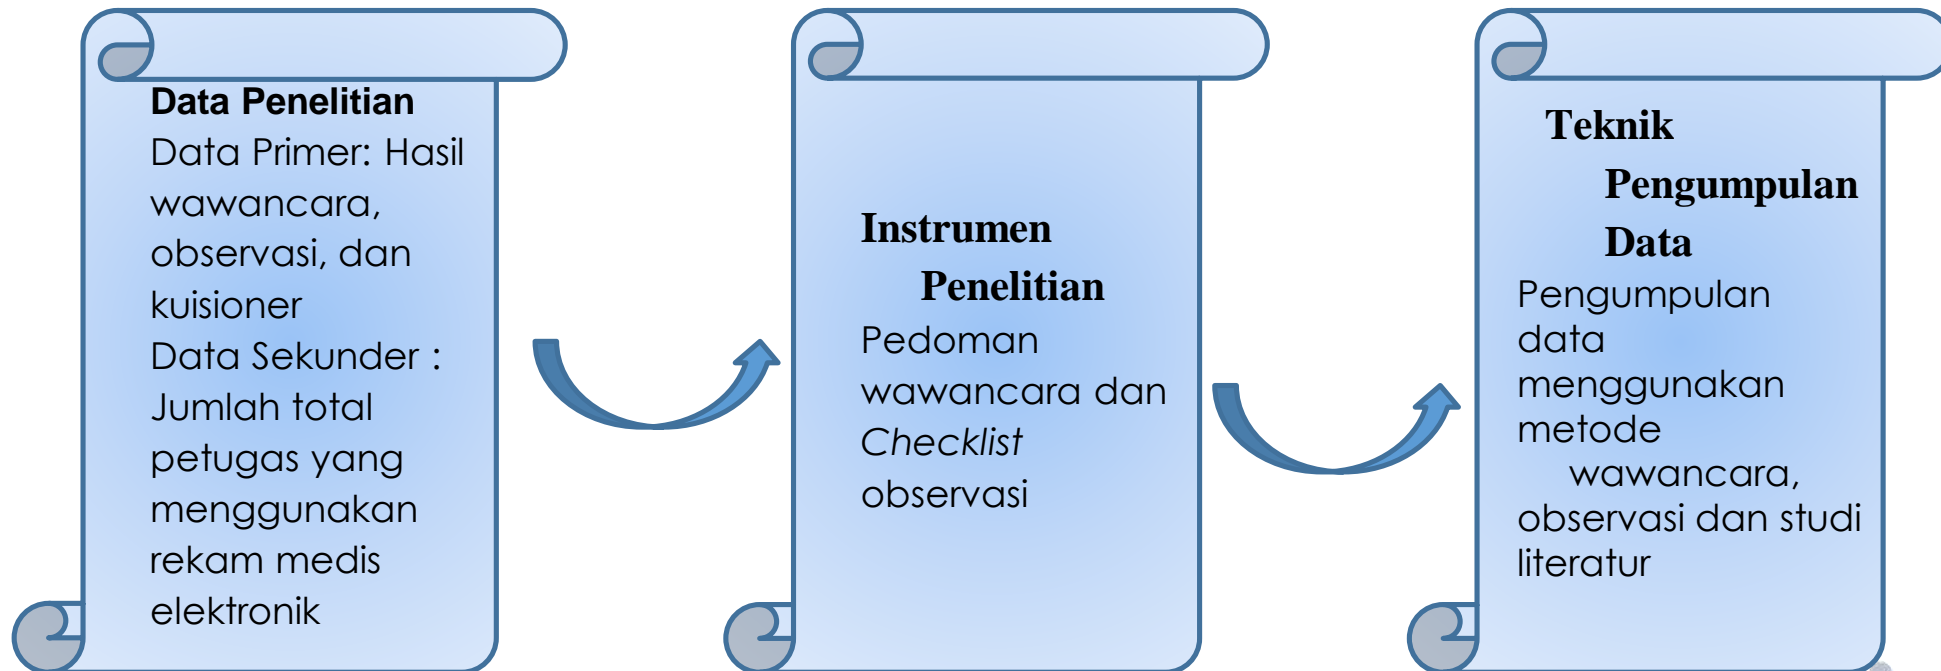 Data Penelitian
Data Primer: Hasil
wawancara,
observasi, dan
kuisioner
Data Sekunder :
Jumlah total
petugas yang
menggunakan
rekam medis
elektronik
Instrumen
Penelitian
Pedoman
wawancara dan
Checklist
observasi
Teknik
Pengumpulan
Data
Pengumpulan
data
menggunakan
metode
wawancara,
observasi dan studi
literatur